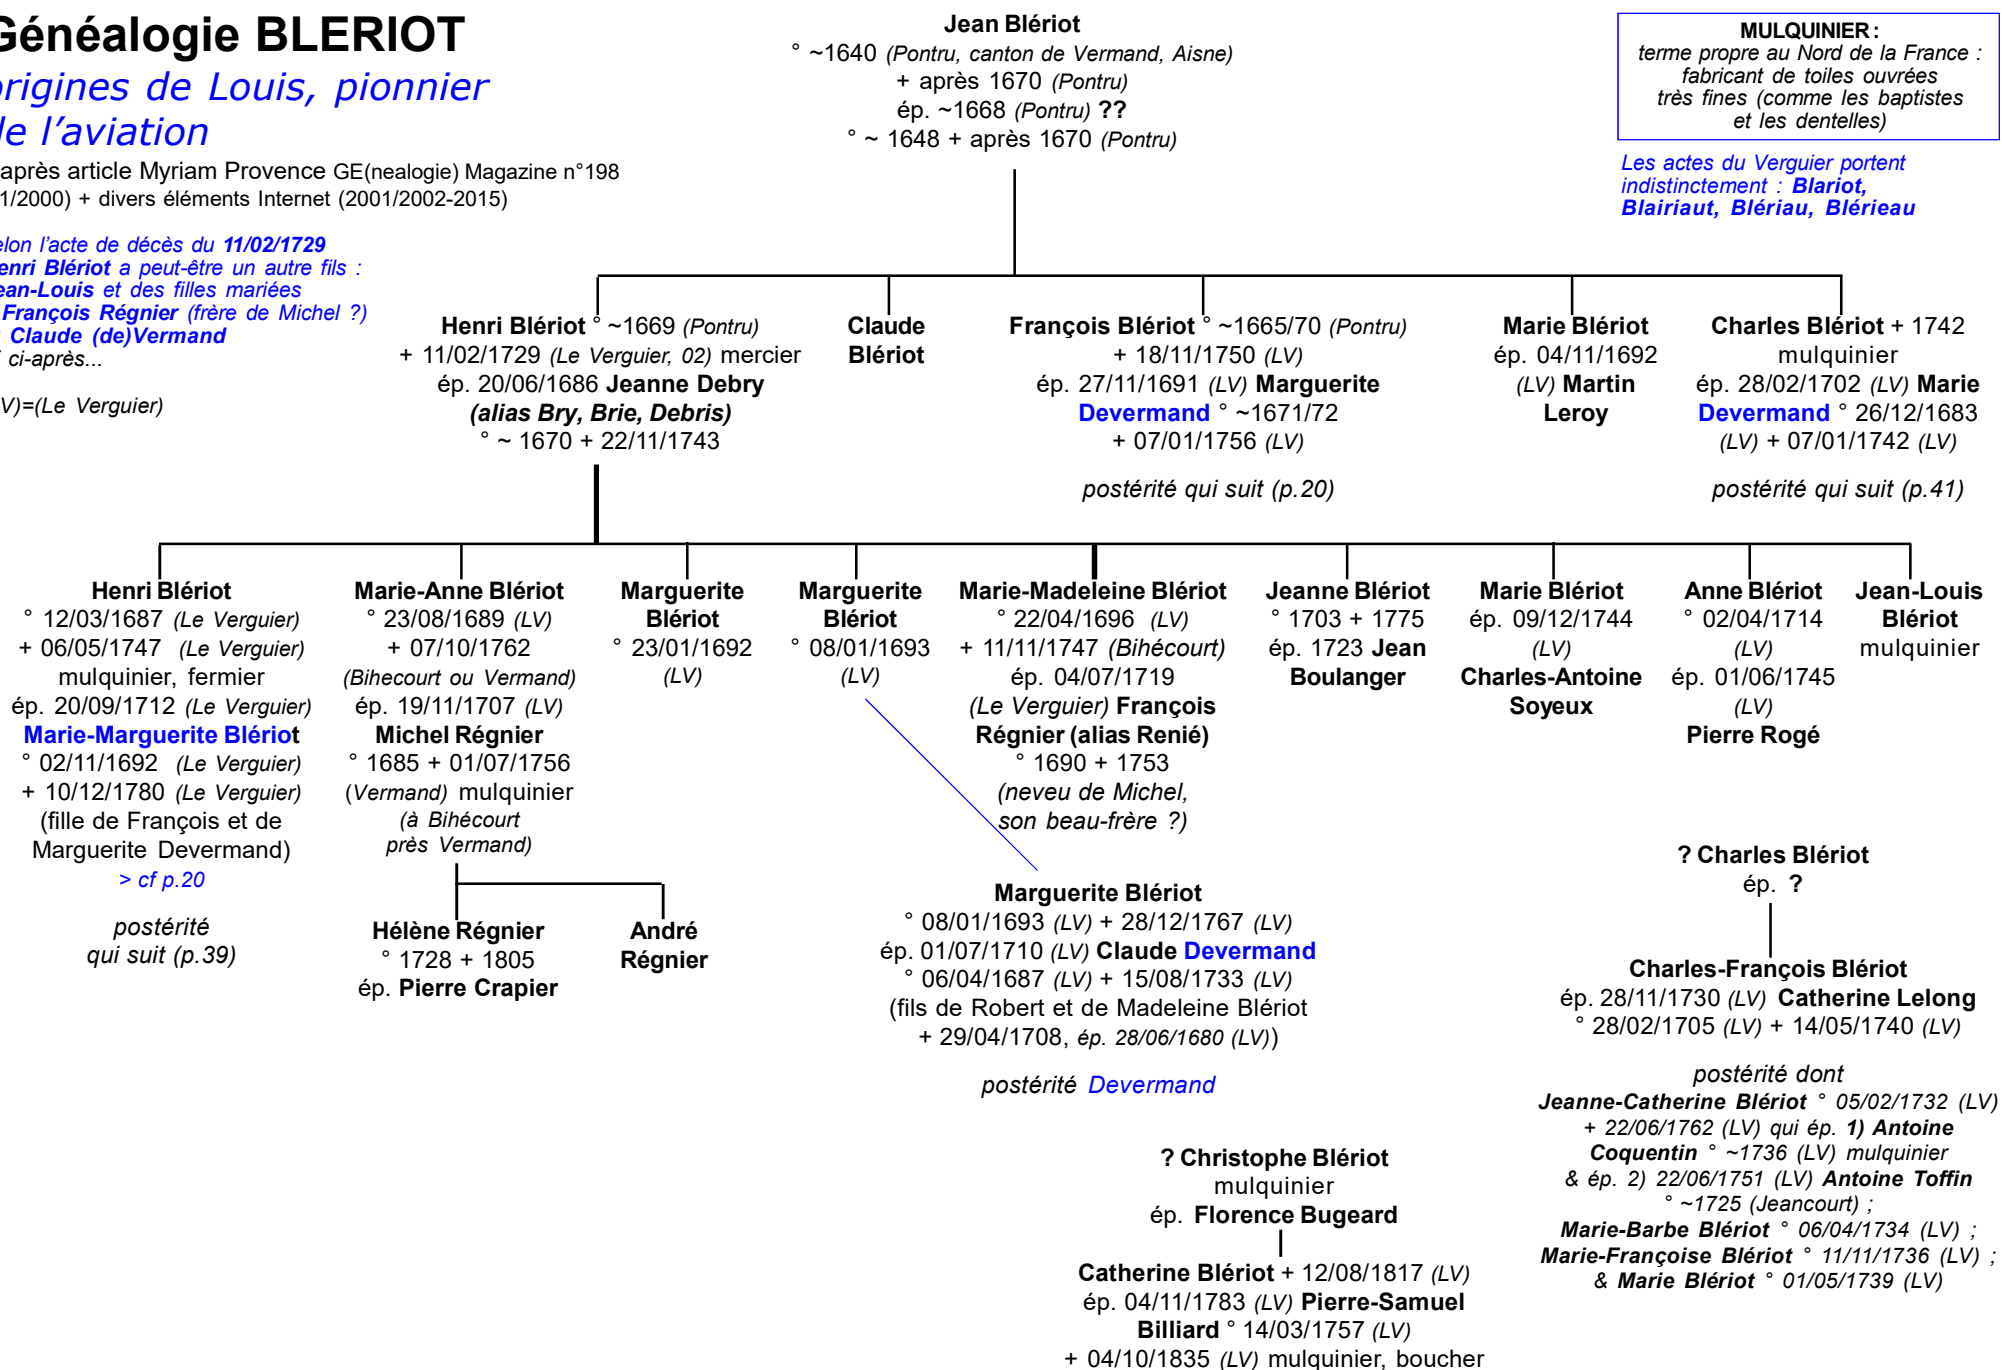 Généalogie BLERIOT
origines de Louis, pionnier
de l'aviation
après article Myriam Provence GE(nealogie) Magazine n°198
1/2000) + divers éléments Internet (2001/2002-2015)
elon l'acte de décès du 11/02/1729
enri Blériot a peut-être un autre fils :
ean-Louis et des filles mariées
François Régnier (frère de Michel ?)
Claude (de)Vermand
ci-après...
V)=(Le Verguier)
Jean Blériot
° ~1640 (Pontru, canton de Vermand, Aisne)
+ après 1670 (Pontru)
ép. ~1668 (Pontru) ??
° ~ 1648 + après 1670 (Pontru)
MULQUINIER :
terme propre au Nord de la France :
fabricant de toiles ouvrées
très fines (comme les baptistes
et les dentelles)
Les actes du Verguier portent
indistinctement : Blariot,
Blairiaut, Blériau, Blérieau
Henri Blériot ° ~1669 (Pontru)
+ 11/02/1729 (Le Verguier, 02) mercier
ép. 20/06/1686 Jeanne Debry
(alias Bry, Brie, Debris)
° ~ 1670 + 22/11/1743
Claude
Blériot
François Blériot ° ~1665/70 (Pontru)
+ 18/11/1750 (LV)
ép. 27/11/1691 (LV) Marguerite
Devermand ° ~1671/72
+ 07/01/1756 (LV)
postérité qui suit (p.20)
Marie Blériot
ép. 04/11/1692
(LV) Martin
Leroy
Charles Blériot + 1742
mulquinier
ép. 28/02/1702 (LV) Marie
Devermand ° 26/12/1683
(LV) + 07/01/1742 (LV)
postérité qui suit (p.41)
Henri Blériot
° 12/03/1687 (Le Verguier)
+ 06/05/1747 (Le Verguier)
mulquinier, fermier
ép. 20/09/1712 (Le Verguier)
Marie-Marguerite Blériot
° 02/11/1692 (Le Verguier)
+ 10/12/1780 (Le Verguier)
(fille de François et de
Marguerite Devermand)
> cf p.20
postérité
qui suit (p.39)
Marie-Anne Blériot
° 23/08/1689 (LV)
+ 07/10/1762
(Bihecourt ou Vermand)
ép. 19/11/1707 (LV)
Michel Régnier
° 1685 + 01/07/1756
(Vermand) mulquinier
(à Bihécourt
près Vermand)
Hélène Régnier
° 1728 + 1805
ép. Pierre Crapier
André
Régnier
Marguerite
Blériot
° 23/01/1692
(LV)
Marguerite
Blériot
° 08/01/1693
(LV)
Marie-Madeleine Blériot
° 22/04/1696 (LV)
+ 11/11/1747 (Bihécourt)
ép. 04/07/1719
(Le Verguier) François
Régnier (alias Renié)
° 1690 + 1753
(neveu de Michel,
son beau-frère ?)
Jeanne Blériot
° 1703 + 1775
ép. 1723 Jean
Boulanger
Marie Blériot
ép. 09/12/1744
(LV)
Charles-Antoine
Soyeux
Anne Blériot
° 02/04/1714
(LV)
ép. 01/06/1745
(LV)
Pierre Rogé
Jean-Louis
Blériot
mulquinier
Marguerite Blériot
° 08/01/1693 (LV) + 28/12/1767 (LV)
ép. 01/07/1710 (LV) Claude Devermand
° 06/04/1687 (LV) + 15/08/1733 (LV)
(fils de Robert et de Madeleine Blériot
+ 29/04/1708, ép. 28/06/1680 (LV))
postérité Devermand
? Charles Blériot
ép. ?
Charles-François Blériot
ép. 28/11/1730 (LV) Catherine Lelong
° 28/02/1705 (LV) + 14/05/1740 (LV)
postérité dont
Jeanne-Catherine Blériot ° 05/02/1732 (LV)
+ 22/06/1762 (LV) qui ép. 1) Antoine
Coquentin ° ~1736 (LV) mulquinier
& ép. 2) 22/06/1751 (LV) Antoine Toffin
° ~1725 (Jeancourt) ;
Marie-Barbe Blériot ° 06/04/1734 (LV) ;
Marie-Françoise Blériot ° 11/11/1736 (LV) ;
& Marie Blériot ° 01/05/1739 (LV)
? Christophe Blériot
mulquinier
ép. Florence Bugeard
Catherine Blériot + 12/08/1817 (LV)
ép. 04/11/1783 (LV) Pierre-Samuel
Billiard ° 14/03/1757 (LV)
+ 04/10/1835 (LV) mulquinier, boucher